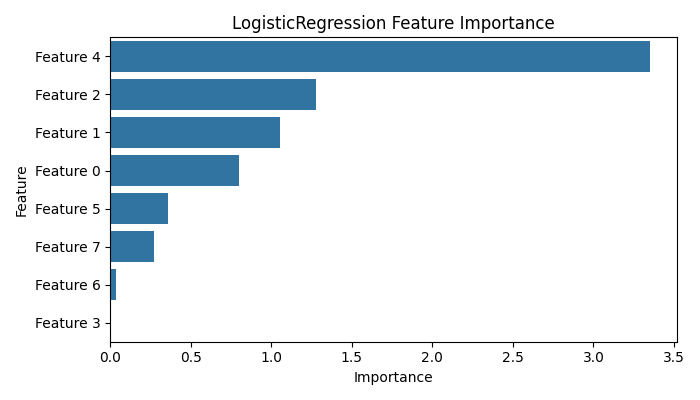 LogisticRegression Feature Importance
Feature
Feature 4
Feature 2
Feature 1
Feature 0
Feature 5
Feature 7
Feature 6
Feature 3
0.0 0.5 1.0 1.5 2.0 2.5 3.0 3.5
Importance